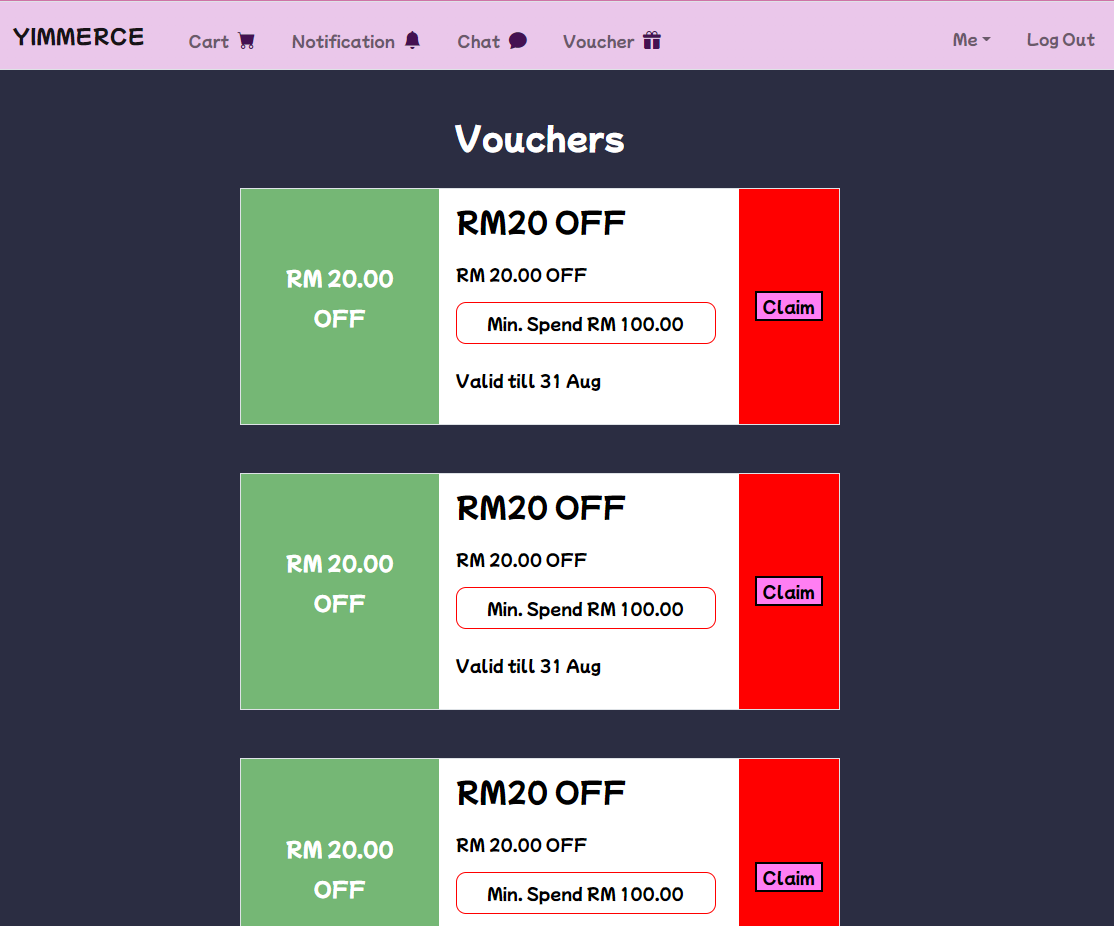 YIMMERCE Cart Notification Chat Voucher Me Log Out
Vouchers
RM 20.00
OFF
RM20 OFF
RM 20.00 OFF
Min. Spend RM 100.00
Valid till 31 Aug
Claim
RM 20.00
OFF
RM20 OFF
RM 20.00 OFF
Min. Spend RM 100.00
Valid till 31 Aug
Claim
RM 20.00
OFF
RM20 OFF
RM 20.00 OFF
Min. Spend RM 100.00
Claim